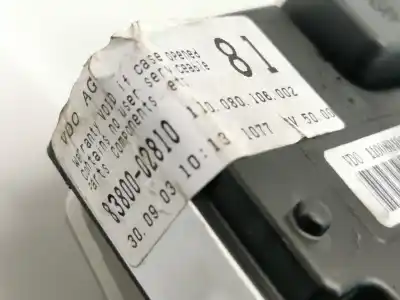 VDO AG
warranty void if case opened
contains no user serviceable
parts components etc.
81
83800-02810
110.080.106.002
30.09.03 10:13 1077